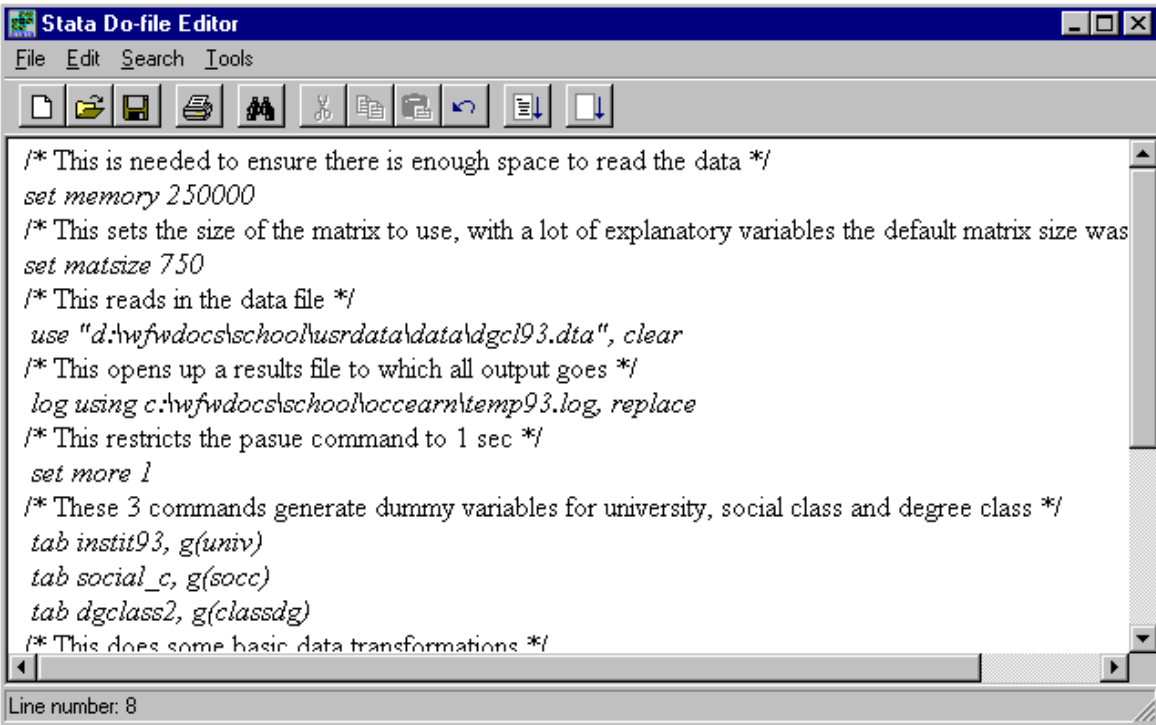 Stata Do-file Editor
File Edit Search Tools
/* This is needed to ensure there is enough space to read the data */
set memory 250000
/* This sets the size of the matrix to use, with a lot of explanatory variables the default matrix size was
set matsize 750
/* This reads in the data file */
use "d:\wfwdocs\school\usrdata\data\dgcl93.dta", clear
/* This opens up a results file to which all output goes */
log using c:\wfwdocs\school\occearn\temp93.log, replace
/* This restricts the pasue command to 1 sec */
set more 1
/* These 3 commands generate dummy variables for university, social class and degree class */
tab instit93, g(univ)
tab social_c, g(socc)
tab dgclass2, g(classdg)
/* This does some basic data transformations */
Line number: 8